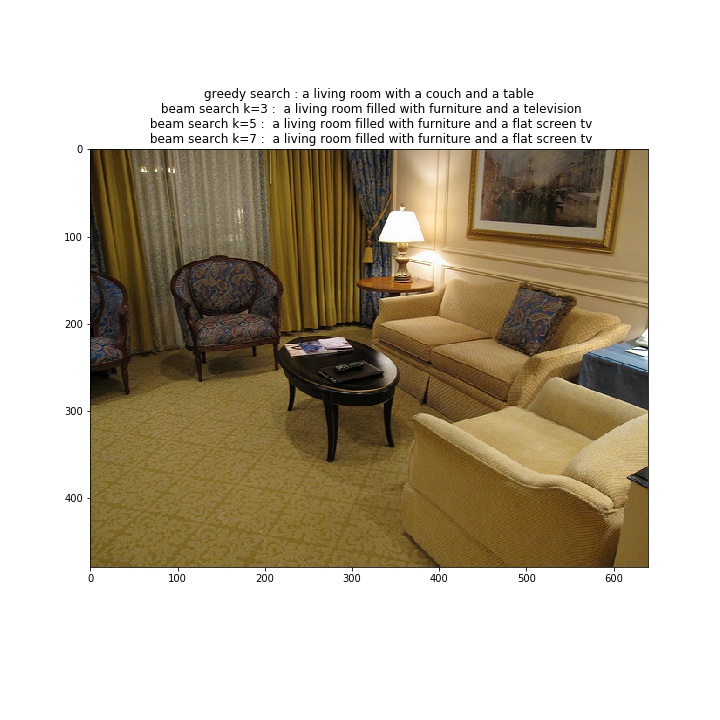 greedy search : a living room with a couch and a table
beam search k=3 :  a living room filled with furniture and a television
beam search k=5 :  a living room filled with furniture and a flat screen tv
beam search k=7 :  a living room filled with furniture and a flat screen tv
0
100
200
300
400
0 100 200 300 400 500 600